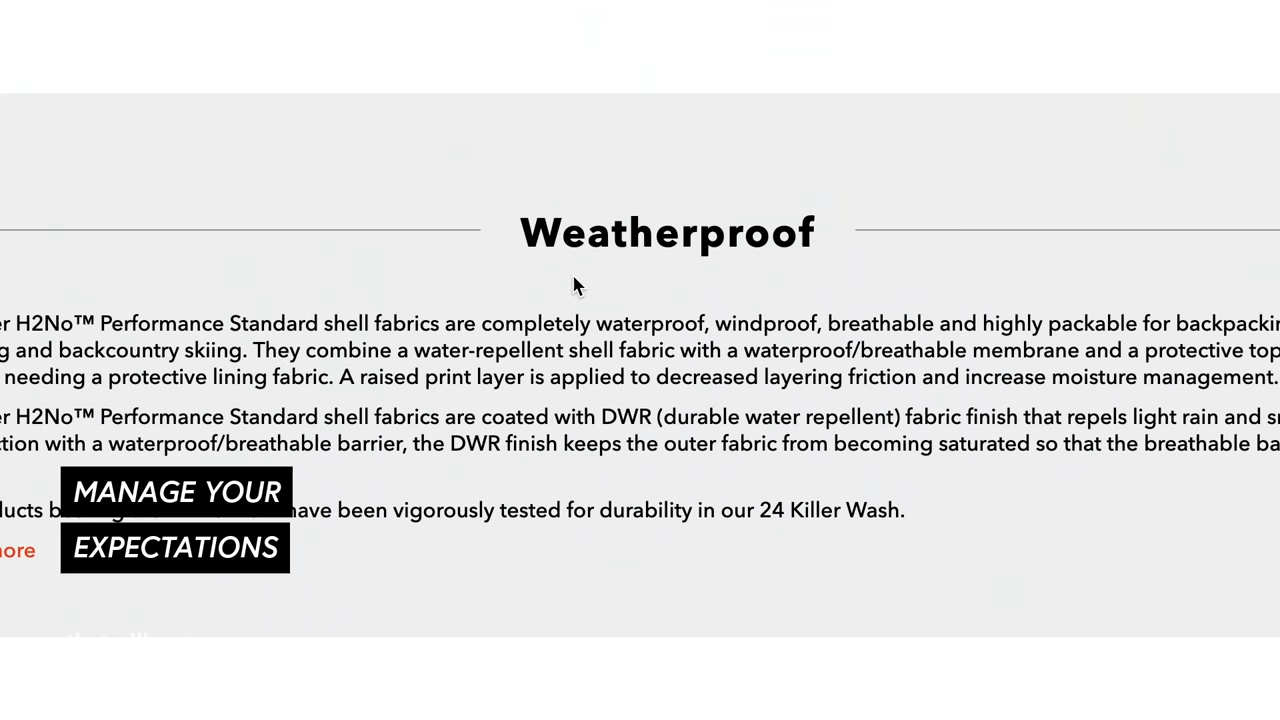 Weatherproof
H2No™ Performance Standard shell fabrics are completely waterproof, windproof, breathable and highly packable for
and backcountry skiing. They combine a water-repellent shell fabric with a waterproof/breathable membrane and a protective top
needing a protective lining fabric. A raised print layer is applied to decreased layering friction and increase moisture management.
H2No™ Performance Standard shell fabrics are coated with DWR (durable water repellent) fabric finish that repels light rain and
with a waterproof/breathable barrier, the DWR finish keeps the outer fabric from becoming saturated so that the breathable
MANAGE YOUR
have been vigorously tested for durability in our 24 Killer Wash.
EXPECTATIONS